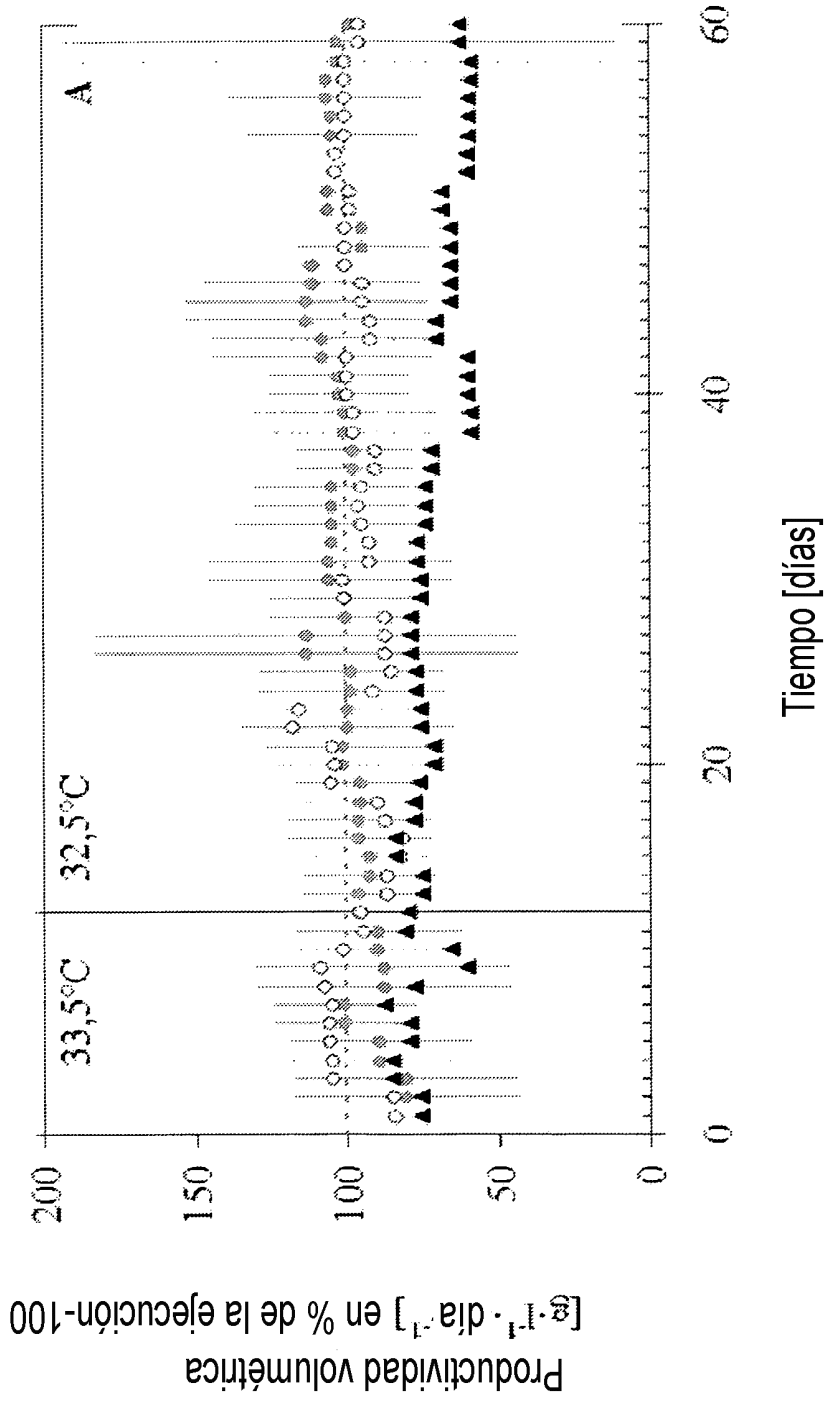 Productividad volumétrica
[g·l⁻¹·día⁻¹] en % de la ejecución-100
200
150
100
50
0
33,5°C
32,5°C
A
0
20
40
60
Tiempo [días]